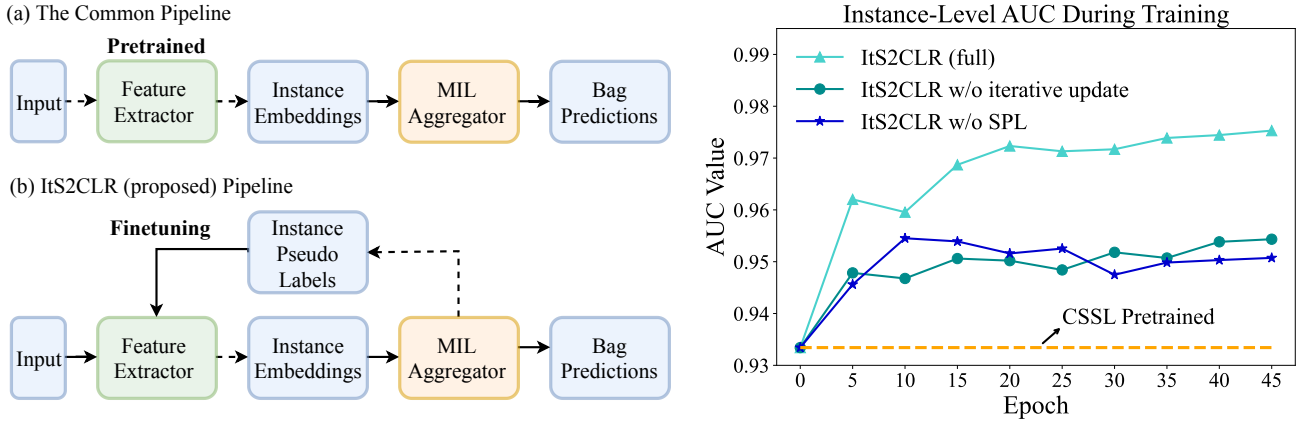 (a) The Common Pipeline
Pretrained
Input
Feature
Extractor
Instance
Embeddings
MIL
Aggregator
Bag
Predictions
(b) ItS2CLR (proposed) Pipeline
Finetuning
Instance
Pseudo
Labels
Input
Feature
Extractor
Instance
Embeddings
MIL
Aggregator
Bag
Predictions
Instance-Level AUC During Training
AUC Value
0.99
0.98
0.97
0.96
0.95
0.94
0.93
ItS2CLR (full)
ItS2CLR w/o iterative update
ItS2CLR w/o SPL
CSSL Pretrained
0 5 10 15 20 25 30 35 40 45
Epoch